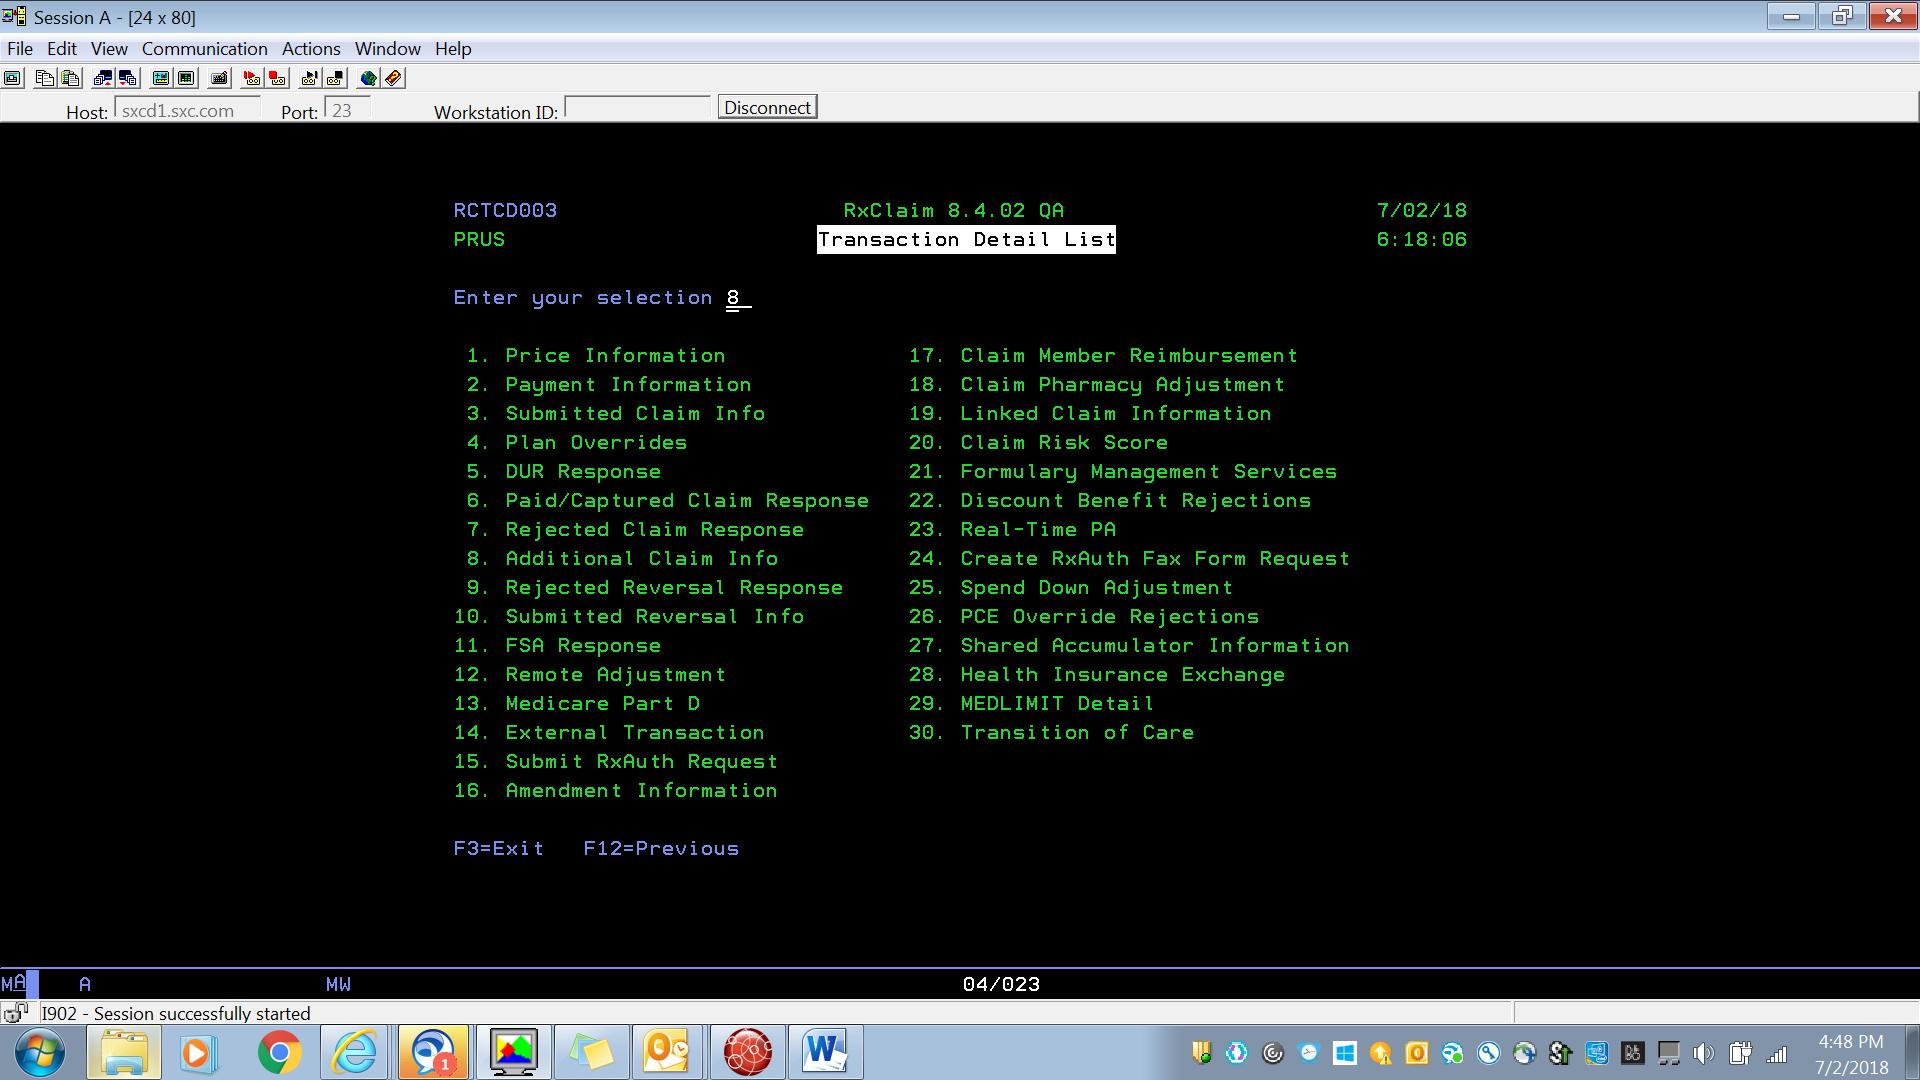 Session A - [24 x 80]
File Edit View Communication Actions Window Help
Host: sxcd1.sxc.com Port: 23 Workstation ID: Disconnect
RCTCD003 RxClaim 8.4.02 QA 7/02/18
PRUS Transaction Detail List 6:18:06
Enter your selection 8
1. Price Information 17. Claim Member Reimbursement
2. Payment Information 18. Claim Pharmacy Adjustment
3. Submitted Claim Info 19. Linked Claim Information
4. Plan Overrides 20. Claim Risk Score
5. DUR Response 21. Formulary Management Services
6. Paid/Captured Claim Response 22. Discount Benefit Rejections
7. Rejected Claim Response 23. Real-Time PA
8. Additional Claim Info 24. Create RxAuth Fax Form Request
9. Rejected Reversal Response 25. Spend Down Adjustment
10. Submitted Reversal Info 26. PCE Override Rejections
11. FSA Response 27. Shared Accumulator Information
12. Remote Adjustment 28. Health Insurance Exchange
13. Medicare Part D 29. MEDLIMIT Detail
14. External Transaction 30. Transition of Care
15. Submit RxAuth Request
16. Amendment Information
F3=Exit F12=Previous
MA A MW 04/023
I902 - Session successfully started
1
4:48 PM
7/2/2018